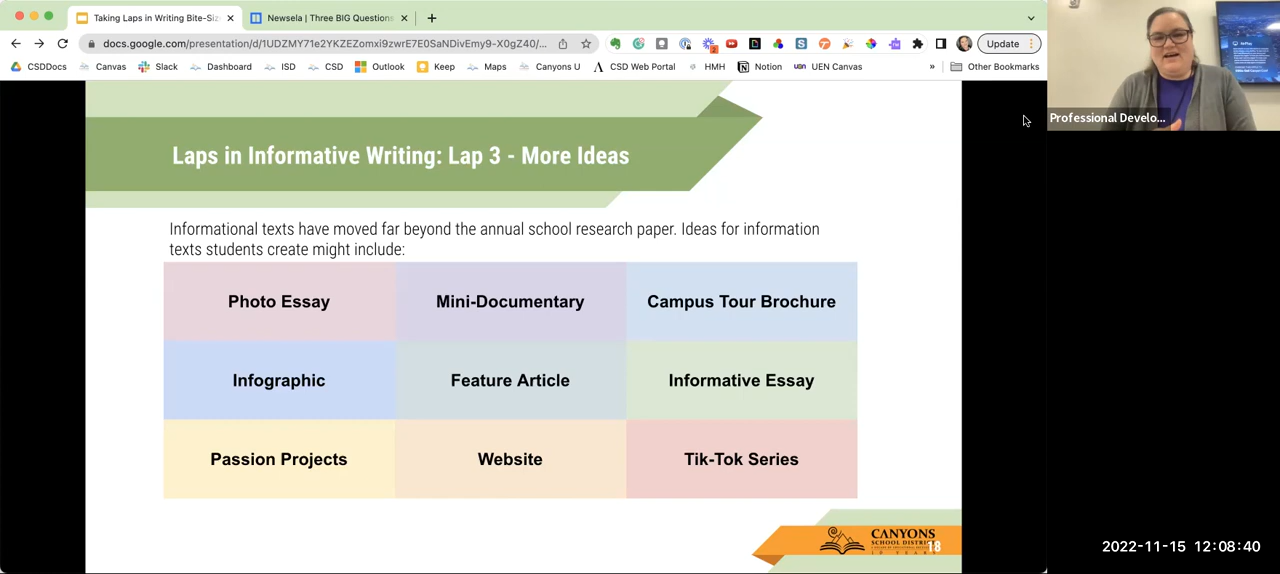 Taking Laps in Writing Bite-Siz
Newsela | Three BIG Questions
docs.google.com/presentation/d/1UDZMY71e2YKZEZomxi9zwrE7E0SaNDivEmy9-X0gZ40/...
Update
CSDDocs
Canvas
Slack
Dashboard
ISD
CSD
Outlook
Keep
Maps
Canyons U
CSD Web Portal
HMH
Notion
UEN Canvas
»
Other Bookmarks
Professional Develo...
Laps in Informative Writing: Lap 3 - More Ideas
Informational texts have moved far beyond the annual school research paper. Ideas for information
texts students create might include:
Photo Essay
Mini-Documentary
Campus Tour Brochure
Infographic
Feature Article
Informative Essay
Passion Projects
Website
Tik-Tok Series
CANYONS
SCHOOL DISTRICT
18
2022-11-15 12:08:40